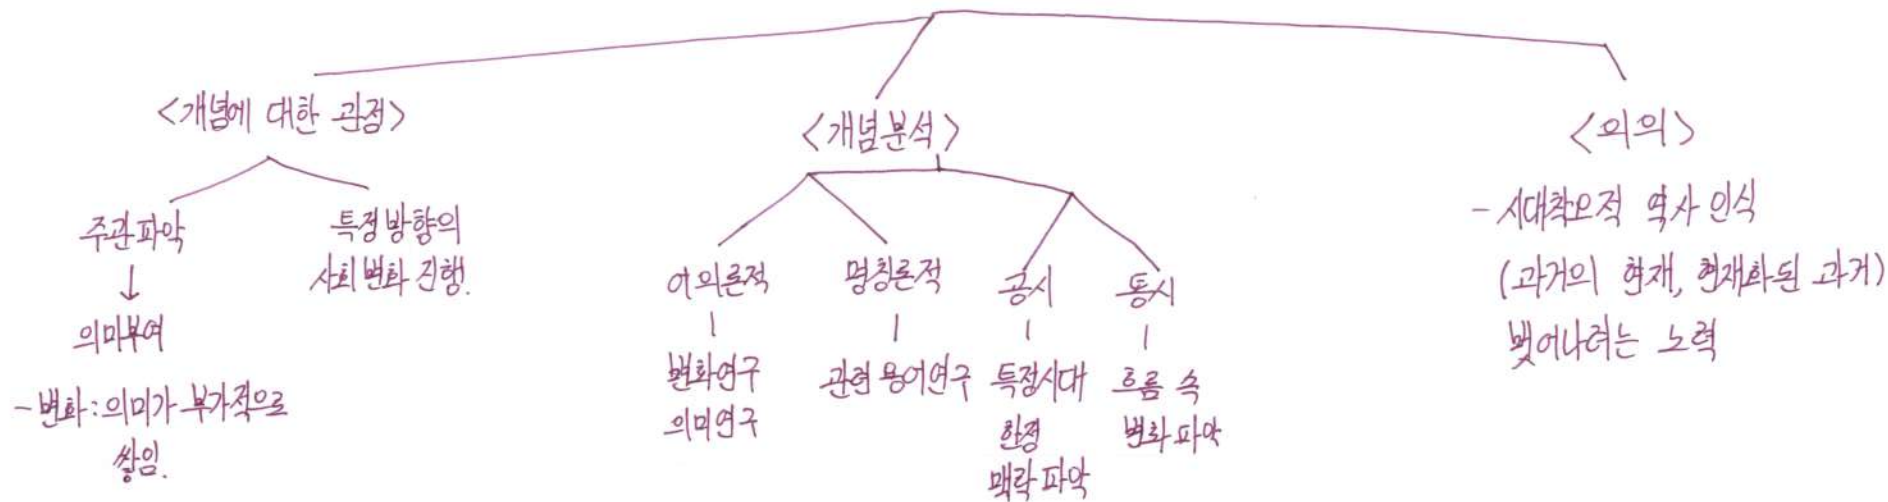 <개념에 대한 관점>
주관파악
↓
의미부여
- 변화 : 의미가 부가적으로
쌓임.
특정방향의
사회변화 진행.
<개념분석>
어의론적
변화연구
의미연구
명칭론적
관련 용어연구
공시
특정시대
한정
맥락 파악
통시
흐름 속
변화 파악
<의의>
- 시대착오적 역사 인식
(과거의 현재, 현재화된 과거)
벗어나려는 노력